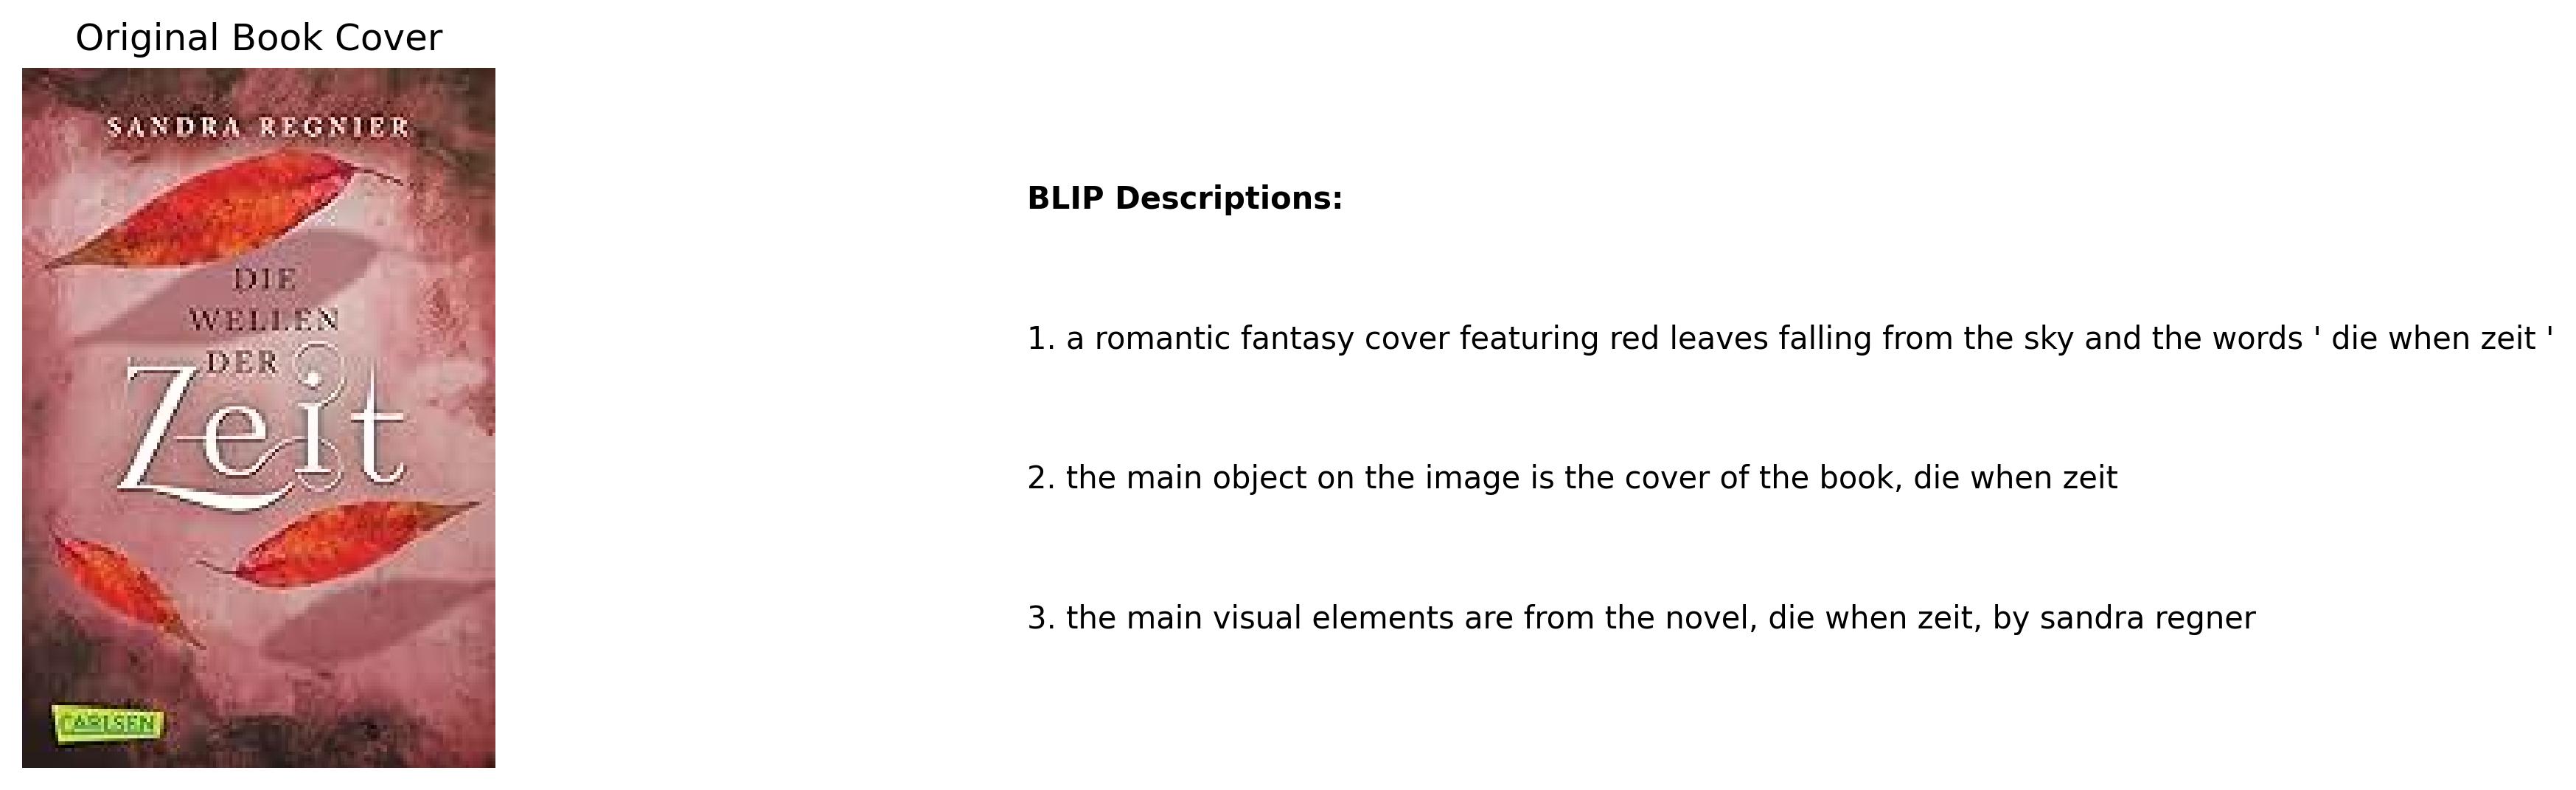 Original Book Cover
SANDRA REGNIER
DIE
WELLEN
DER
Zeit
CARLSEN
BLIP Descriptions:
1. a romantic fantasy cover featuring red leaves falling from the sky and the words ' die when zeit '
2. the main object on the image is the cover of the book, die when zeit
3. the main visual elements are from the novel, die when zeit, by sandra regner